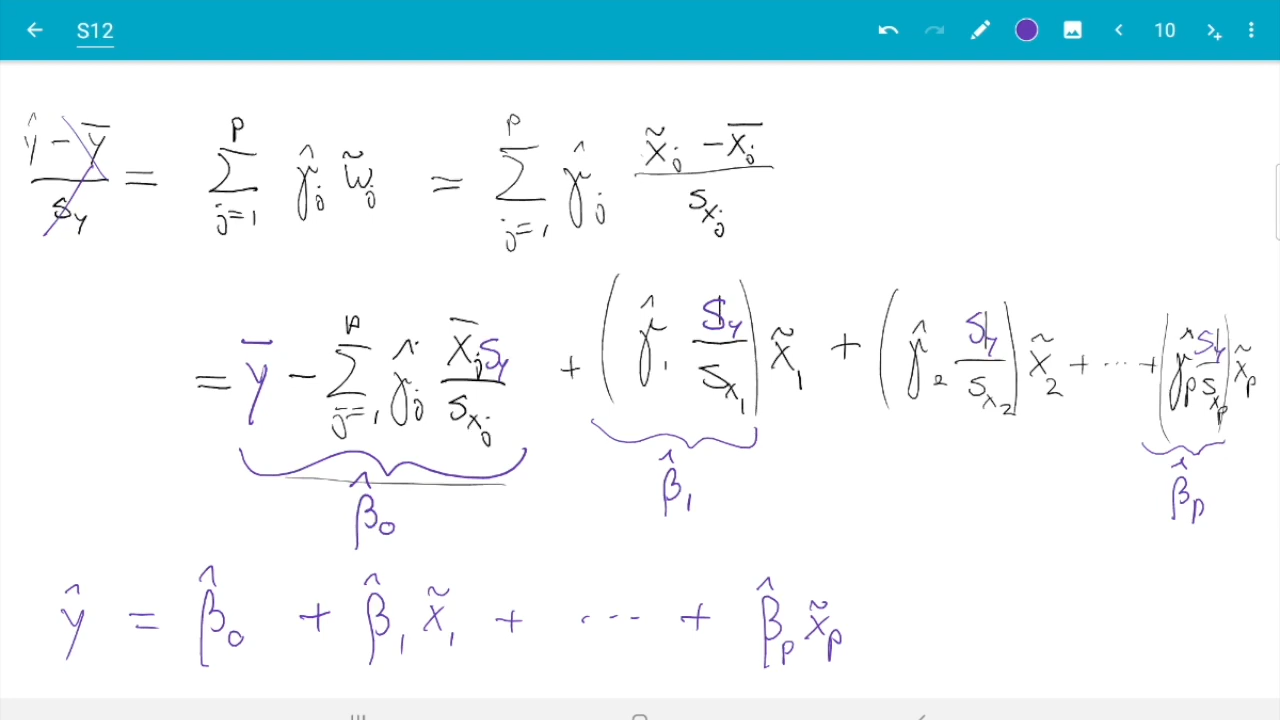 S12 10
(ŷ - ȳ)/s_y = Σ_{j=1}^{p} γ̂_j w̃_j = Σ_{j=1}^{p} γ̂_j (x̃_j - x̄_j)/s_{x_j}
= ȳ - Σ_{j=1}^{p} γ̂_j (x̄_j s_y)/s_{x_j} + (γ̂_1 s_y/s_{x_1}) x̃_1 + (γ̂_2 s_y/s_{x_2}) x̃_2 + ... + (γ̂_p s_y/s_{x_p}) x̃_p
β̂_0 β̂_1 β̂_p
ŷ = β̂_0 + β̂_1 x̃_1 + ... + β̂_p x̃_p